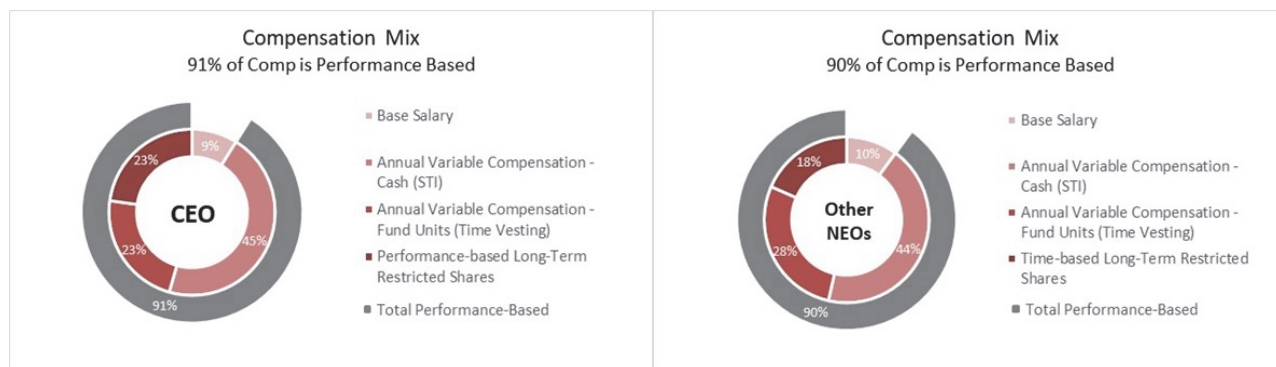 Compensation Mix
91% of Comp is Performance Based
9%
23%
45%
23%
91%
CEO
Base Salary
Annual Variable Compensation -
Cash (STI)
Annual Variable Compensation -
Fund Units (Time Vesting)
Performance-based Long-Term
Restricted Shares
Total Performance-Based
Compensation Mix
90% of Comp is Performance Based
10%
18%
44%
28%
90%
Other
NEOs
Base Salary
Annual Variable Compensation -
Cash (STI)
Annual Variable Compensation -
Fund Units (Time Vesting)
Time-based Long-Term Restricted
Shares
Total Performance-Based